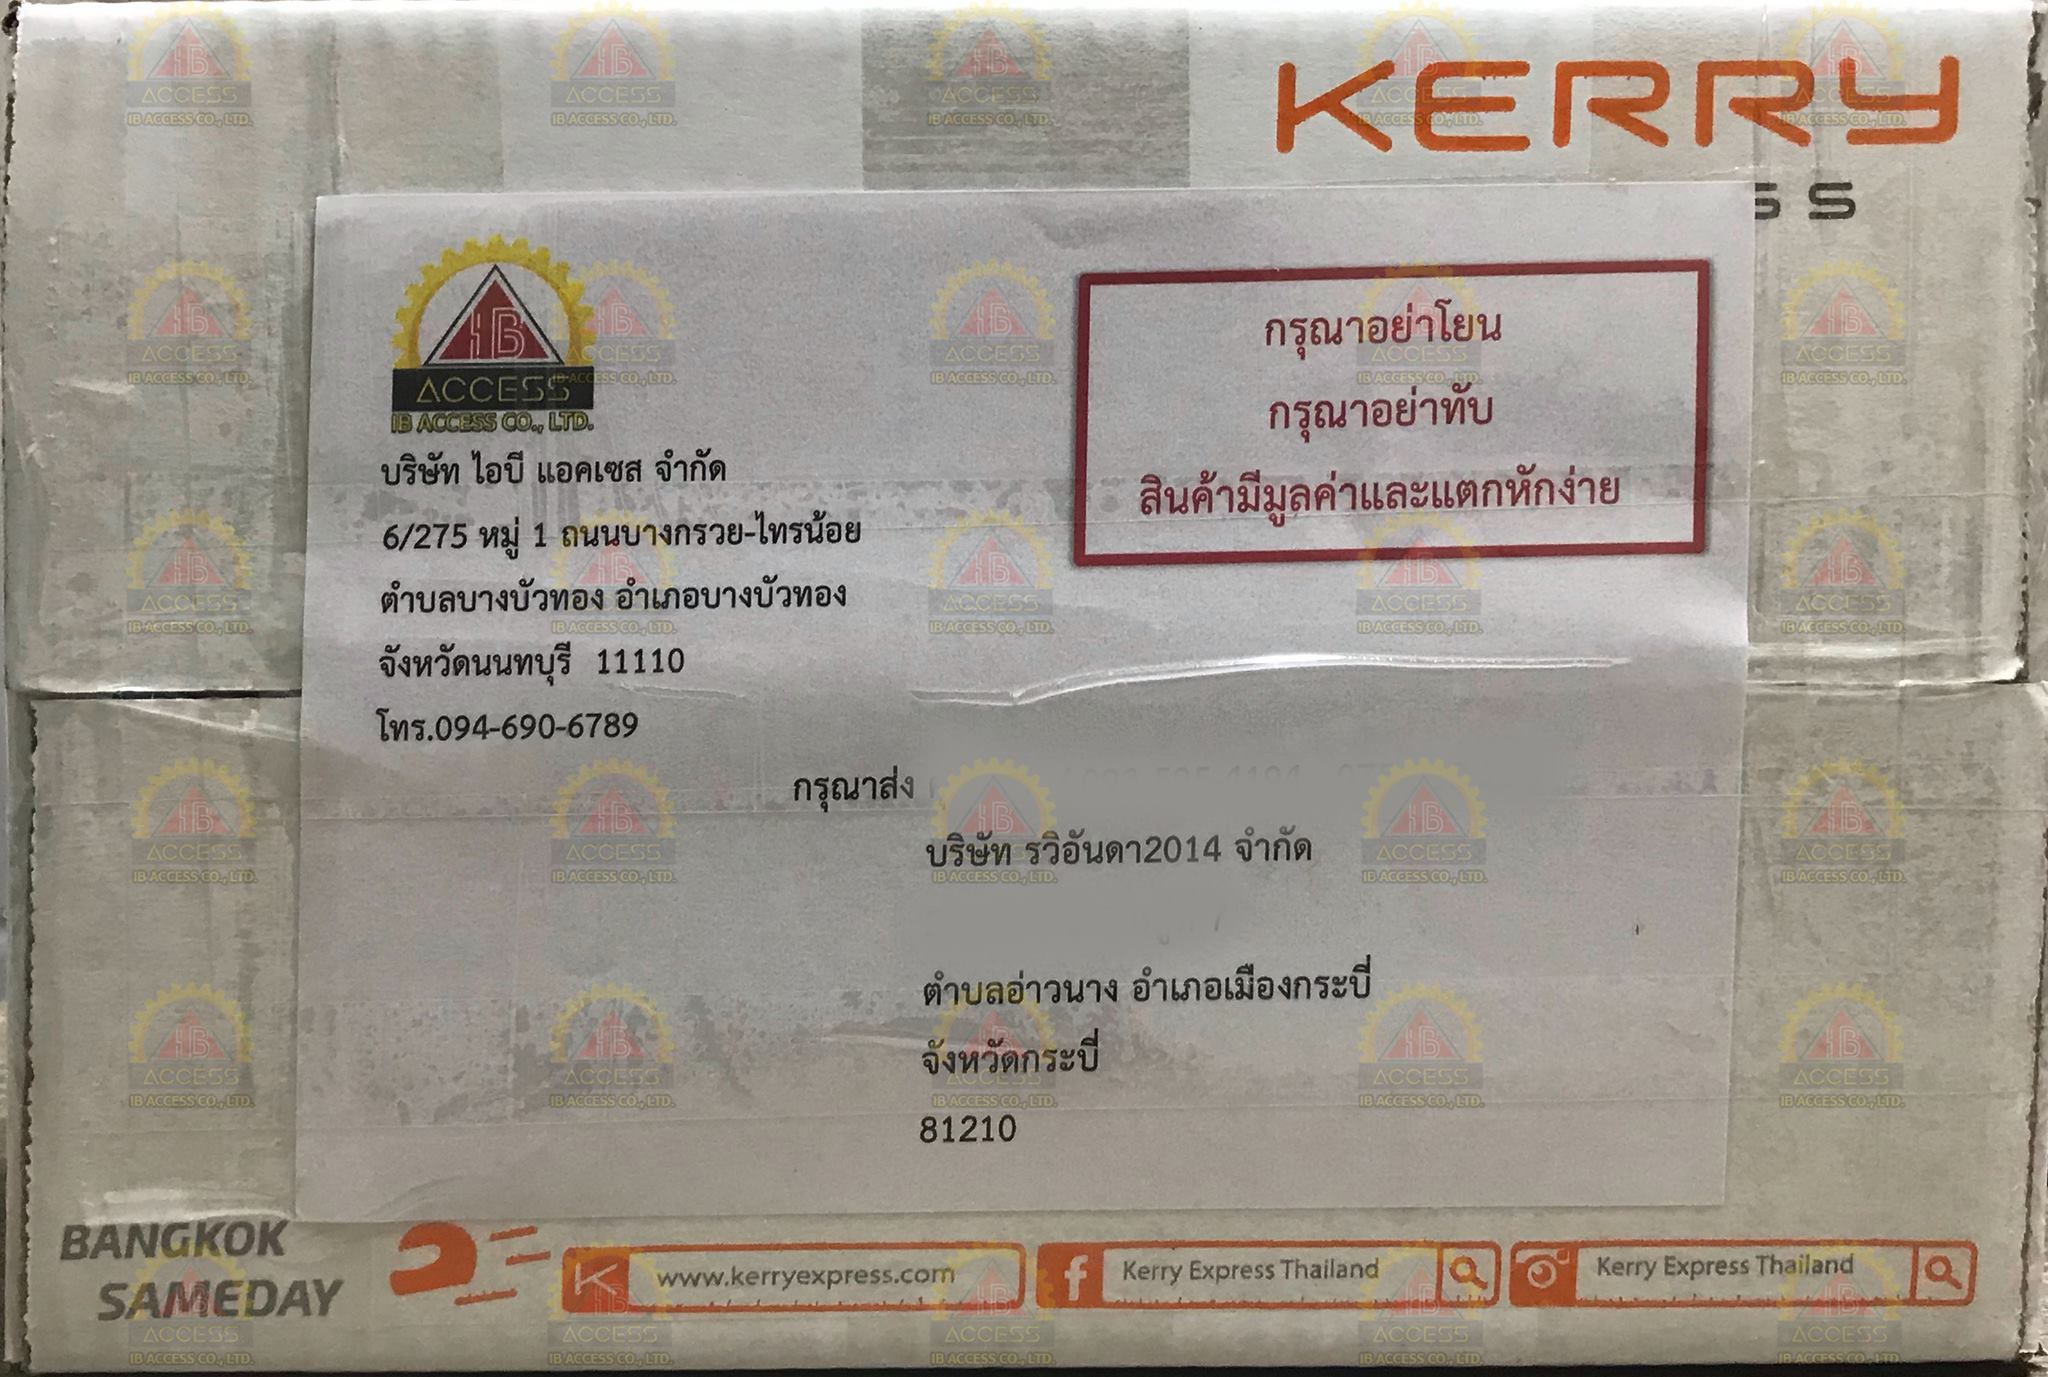 KERRY
SS
IB
ACCESS
IB ACCESS CO., LTD.
บริษัท ไอบี แอคเซส จำกัด
6/275 หมู่ 1 ถนนบางกรวย-ไทรน้อย
ตำบลบางบัวทอง อำเภอบางบัวทอง
จังหวัดนนทบุรี 11110
โทร.094-690-6789
กรุณาอย่าโยน
กรุณาอย่าทับ
สินค้ามีมูลค่าและแตกหักง่าย
กรุณาส่ง
บริษัท รวิอันดา2014 จำกัด
ตำบลอ่าวนาง อำเภอเมืองกระบี่
จังหวัดกระบี่
81210
BANGKOK
SAMEDAY
www.kerryexpress.com
Kerry Express Thailand
Kerry Express Thailand